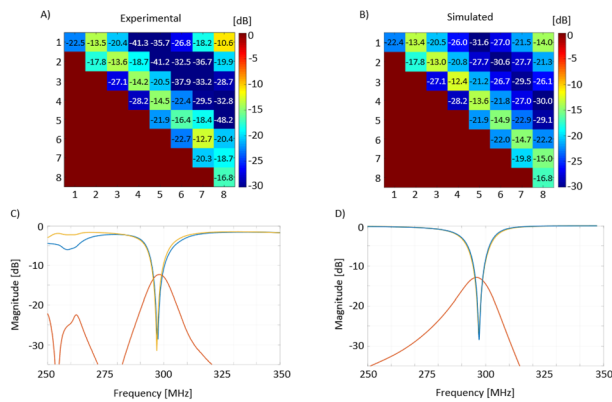 A) Experimental [dB]
1 -22.5 -13.5 -20.4 -41.3 -35.7 -26.8 -18.2 -10.6 0
2 -17.8 -13.6 -18.7 -41.2 -32.5 -36.7 -19.9 -5
3 -27.1 -14.2 -20.5 -37.9 -33.2 -28.7 -10
4 -28.2 -14.5 -22.4 -29.5 -32.8 -15
5 -21.9 -16.4 -18.4 -48.2 -20
6 -22.7 -12.7 -20.4
7 -20.3 -18.7 -25
8 -16.8 -30
1 2 3 4 5 6 7 8
B) Simulated [dB]
1 -22.4 -13.4 -20.5 -26.0 -31.6 -27.0 -21.5 -14.0 0
2 -17.8 -13.0 -20.8 -27.7 -30.6 -27.7 -21.3 -5
3 -27.1 -12.4 -21.2 -26.7 -29.5 -26.1 -10
4 -28.2 -13.6 -21.8 -27.0 -30.0 -15
5 -21.9 -14.9 -22.9 -29.1 -20
6 -22.0 -14.7 -22.2
7 -19.8 -15.0 -25
8 -16.8 -30
1 2 3 4 5 6 7 8
C)
Magnitude [dB]
0
-10
-20
-30
250 300 350
Frequency [MHz]
D)
Magnitude [dB]
0
-10
-20
-30
250 300 350
Frequency [MHz]